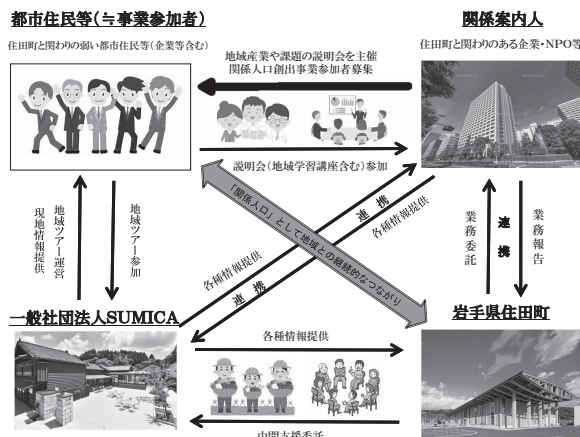 都市住民等(≒事業参加者)
住田町と関わりの弱い都市住民等(企業等含む)
関係案内人
住田町と関わりのある企業・NPO等
地域産業や課題の説明会を主催
関係人口創出事業参加者募集
説明会(地域学習講座含む)参加
現地情報提供
地域ツアー運営
地域ツアー参加
「関係人口」として地域との継続的なつながり
連携
各種情報提供
各種情報提供
連携
業務委託
連携
業務報告
一般社団法人SUMICA
岩手県住田町
各種情報提供
中間支援委託